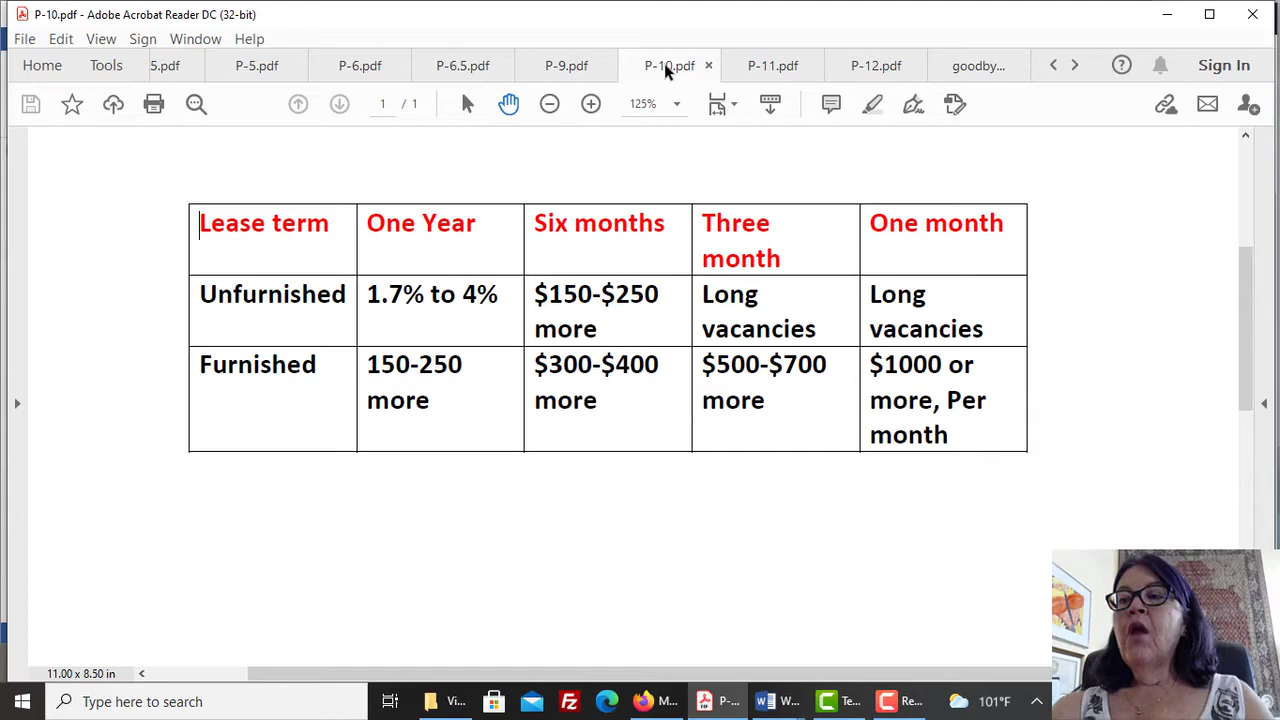 P-10.pdf - Adobe Acrobat Reader DC (32-bit)
File Edit View Sign Window Help
Home Tools 5.pdf P-5.pdf P-6.pdf P-6.5.pdf P-9.pdf P-10.pdf × P-11.pdf P-12.pdf goodby... Sign In
1 / 1 125%
Lease term One Year Six months Three month One month
Unfurnished 1.7% to 4% $150-$250 more Long vacancies Long vacancies
Furnished 150-250 more $300-$400 more $500-$700 more $1000 or more, Per month
11.00 x 8.50 in
Type here to search Vi... M... P-... W... Te... Re... 101°F